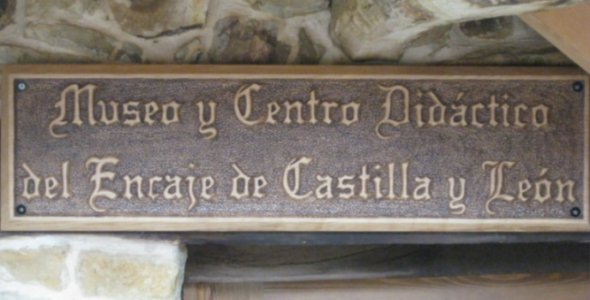 Museo y Centro Didáctico
del Encaje de Castilla y León